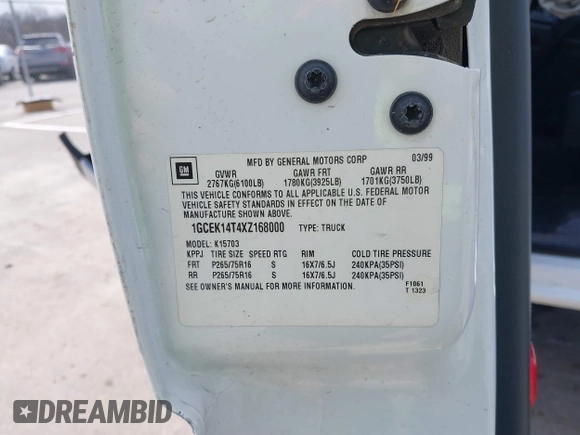 GM
MFD BY GENERAL MOTORS CORP 03/99
GVWR GAWR FRT GAWR RR
2767KG(6100LB) 1780KG(3925LB) 1701KG(3750LB)
THIS VEHICLE CONFORMS TO ALL APPLICABLE U.S. FEDERAL MOTOR
VEHICLE SAFETY STANDARDS IN EFFECT ON THE DATE OF
MANUFACTURE SHOWN ABOVE.
1GCEK14T4XZ168000 TYPE: TRUCK
MODEL: K15703
KPPJ TIRE SIZE SPEED RTG RIM COLD TIRE PRESSURE
FRT P265/75R16 S 16X7/6.5J 240KPA(35PSI)
RR P265/75R16 S 16X7/6.5J 240KPA(35PSI)
SEE OWNER'S MANUAL FOR MORE INFORMATION.
F1061
T 1323
DREAMBID